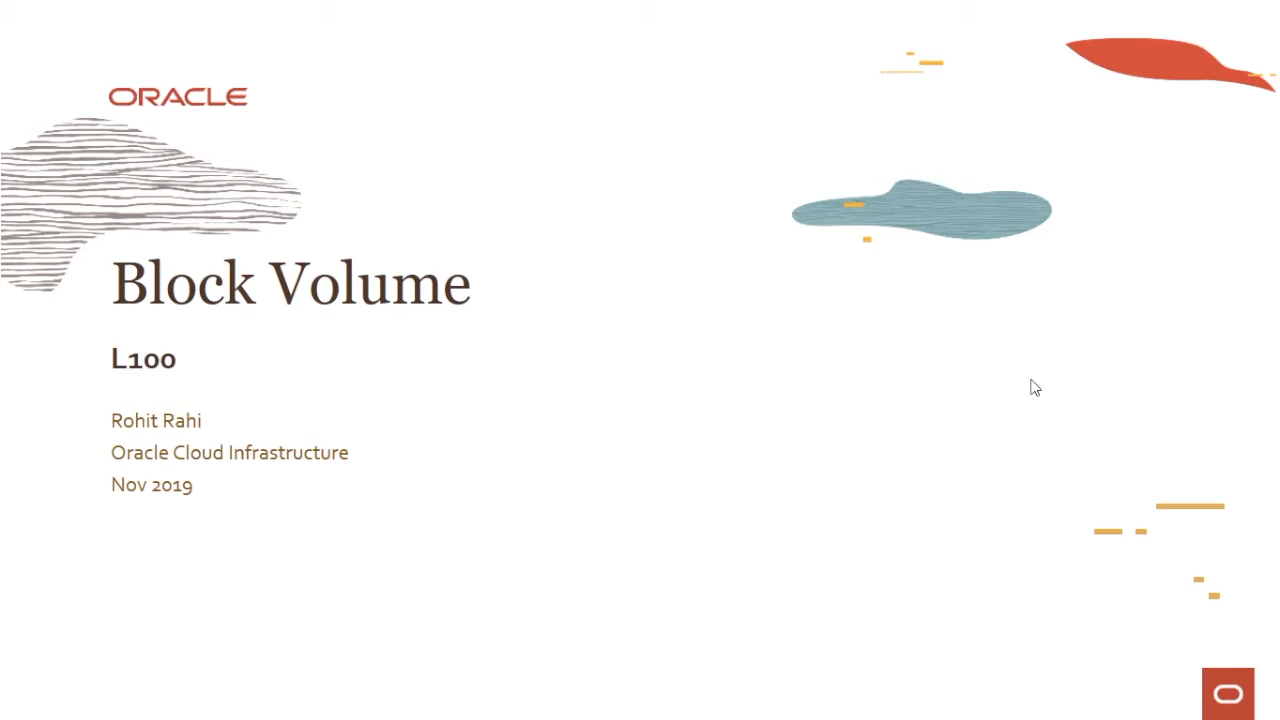 ORACLE
Block Volume
L100
Rohit Rahi
Oracle Cloud Infrastructure
Nov 2019